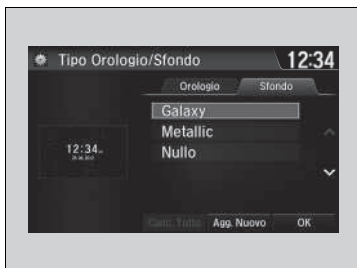 Tipo Orologio/Sfondo 12:34
Orologio Sfondo
Galaxy
Metallic
Nullo
12:34
Canc. Tutto Agg. Nuovo OK